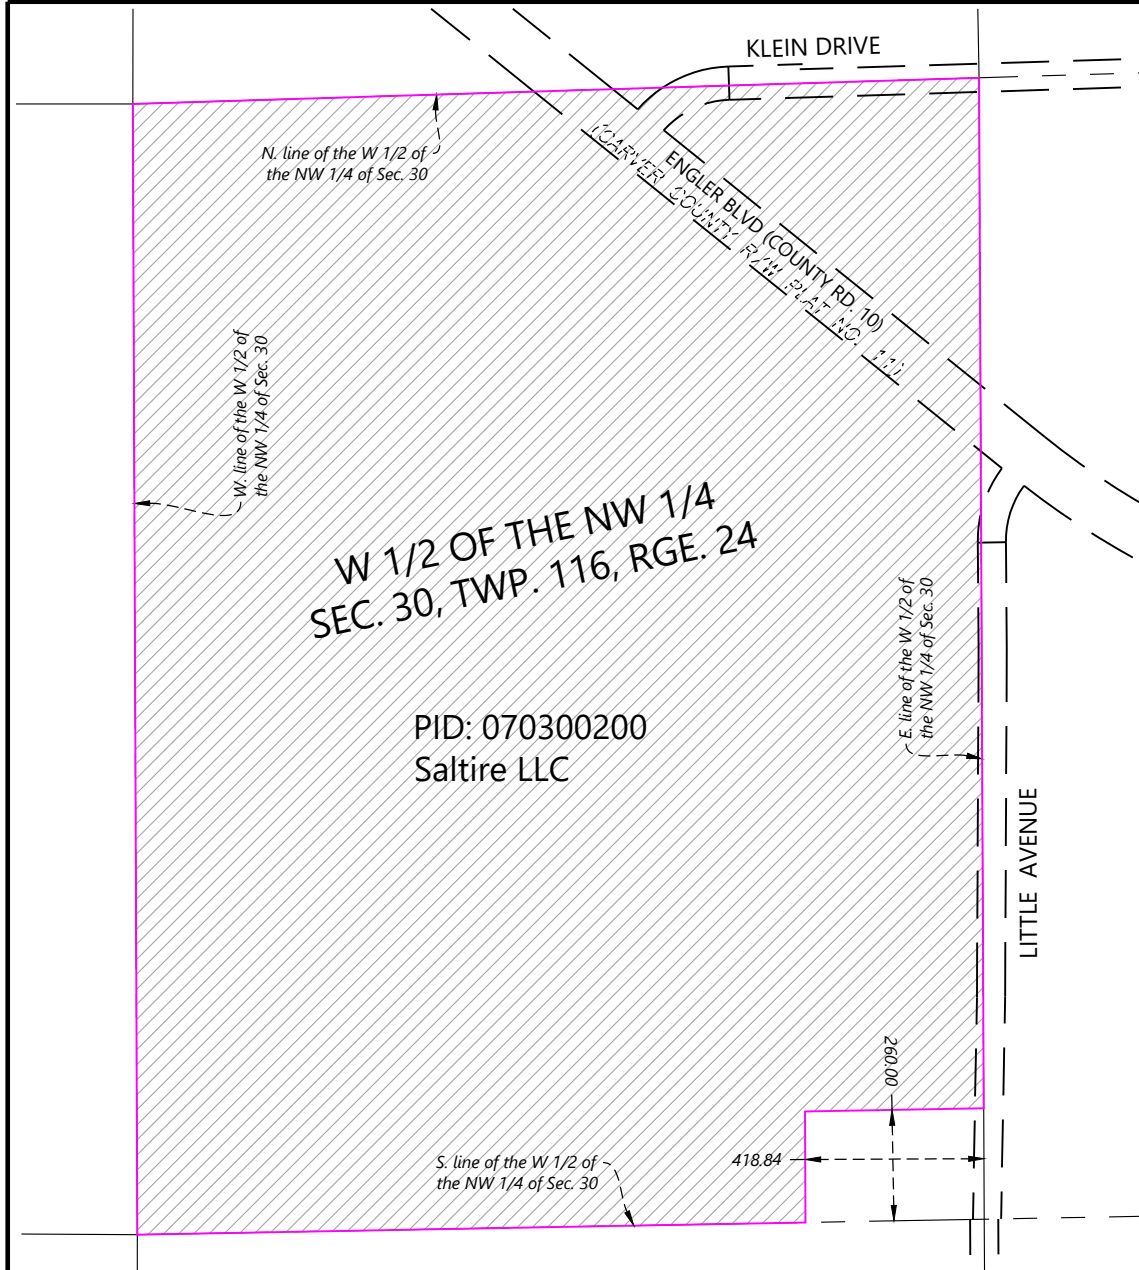 KLEIN DRIVE
N. line of the W 1/2 of
the NW 1/4 of Sec. 30
ENGLER BLVD (COUNTY RD. 10)
(CARVER COUNTY R/W PLAT NO. 11)
W. line of the W 1/2 of
the NW 1/4 of Sec. 30
W 1/2 OF THE NW 1/4
SEC. 30, TWP. 116, RGE. 24
E. line of the W 1/2 of
the NW 1/4 of Sec. 30
PID: 070300200
Saltire LLC
LITTLE AVENUE
260.00
418.84
S. line of the W 1/2 of
the NW 1/4 of Sec. 30